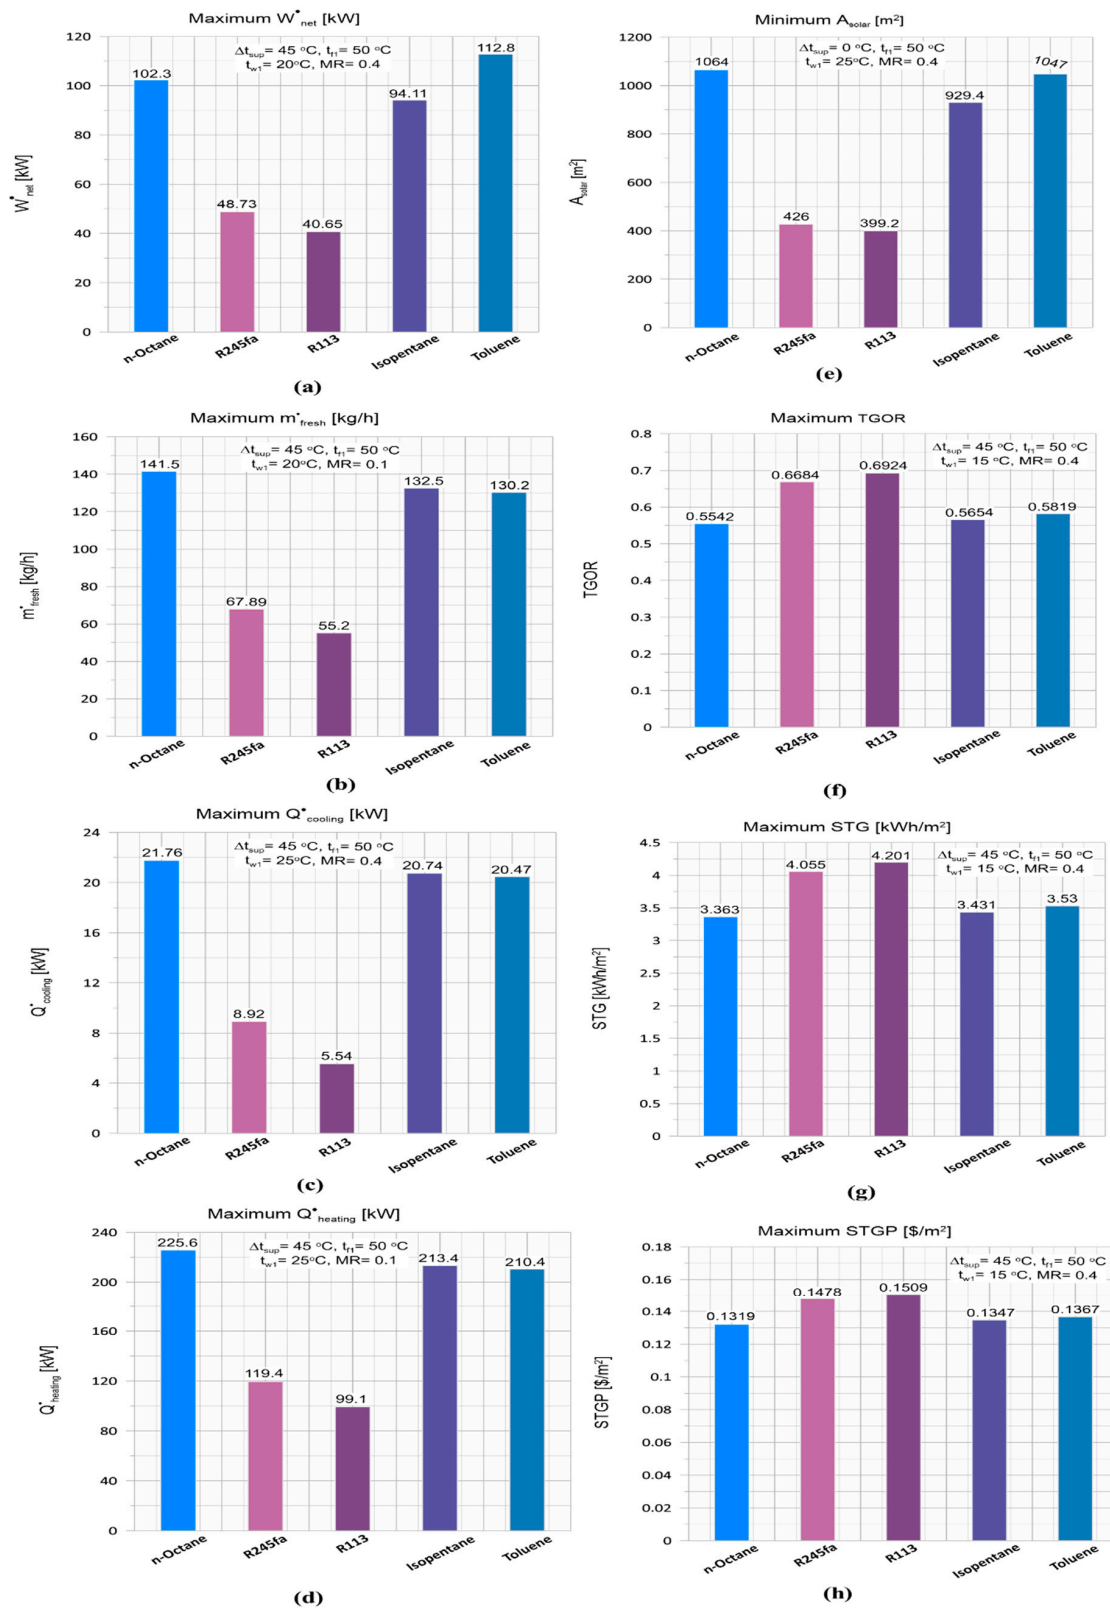 Maximum W•net [kW]
Δtsup= 45 °C, tf1= 50 °C
tw1= 20°C, MR= 0.4
W•net [kW]
120
100
80
60
40
20
0
102.3
48.73
40.65
94.11
112.8
n-Octane
R245fa
R113
Isopentane
Toluene
(a)
Minimum Asolar [m²]
Δtsup= 0 °C, tf1= 50 °C
tw1= 25°C, MR= 0.4
Asolar [m²]
1200
1000
800
600
400
200
0
1064
426
399.2
929.4
1047
n-Octane
R245fa
R113
Isopentane
Toluene
(e)
Maximum m•fresh [kg/h]
Δtsup= 45 °C, tf1= 50 °C
tw1= 20°C, MR= 0.1
m•fresh [kg/h]
160
140
120
100
80
60
40
20
0
141.5
67.89
55.2
132.5
130.2
n-Octane
R245fa
R113
Isopentane
Toluene
(b)
Maximum TGOR
Δtsup= 45 °C, tf1= 50 °C
tw1= 15 °C, MR= 0.4
TGOR
0.8
0.7
0.6
0.5
0.4
0.3
0.2
0.1
0
0.5542
0.6684
0.6924
0.5654
0.5819
n-Octane
R245fa
R113
Isopentane
Toluene
(f)
Maximum Q•cooling [kW]
Δtsup= 45 °C, tf1= 50 °C
tw1= 25°C, MR= 0.4
Q•cooling [kW]
24
20
16
12
8
4
0
21.76
8.92
5.54
20.74
20.47
n-Octane
R245fa
R113
Isopentane
Toluene
(c)
Maximum STG [kWh/m²]
Δtsup= 45 °C, tf1= 50 °C
tw1= 15 °C, MR= 0.4
STG [kWh/m²]
4.5
4
3.5
3
2.5
2
1.5
1
0.5
0
3.363
4.055
4.201
3.431
3.53
n-Octane
R245fa
R113
Isopentane
Toluene
(g)
Maximum Q•heating [kW]
Δtsup= 45 °C, tf1= 50 °C
tw1= 25°C, MR= 0.1
Q•heating [kW]
240
200
160
120
80
40
0
225.6
119.4
99.1
213.4
210.4
n-Octane
R245fa
R113
Isopentane
Toluene
(d)
Maximum STGP [$/m²]
Δtsup= 45 °C, tf1= 50 °C
tw1= 15 °C, MR= 0.4
STGP [$/m²]
0.18
0.16
0.14
0.12
0.1
0.08
0.06
0.04
0.02
0
0.1319
0.1478
0.1509
0.1347
0.1367
n-Octane
R245fa
R113
Isopentane
Toluene
(h)